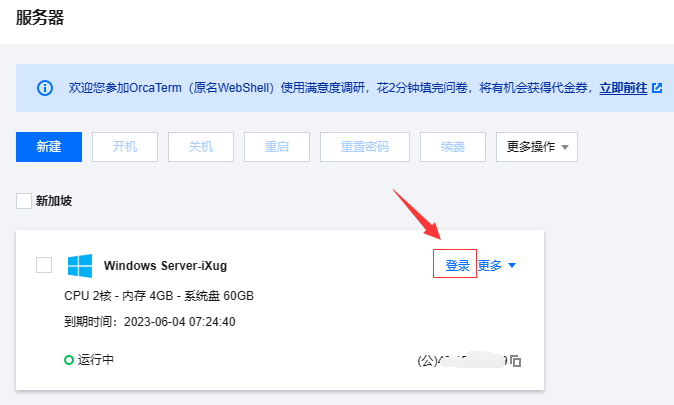 服务器
欢迎您参加OrcaTerm（原名WebShell）使用满意度调研，花2分钟填完问卷，将有机会获得代金券，立即前往
新建 开机 关机 重启 重置密码 续费 更多操作
新加坡
Windows Server-iXug 登录 更多
CPU 2核 - 内存 4GB - 系统盘 60GB
到期时间：2023-06-04 07:24:40
运行中 (公)